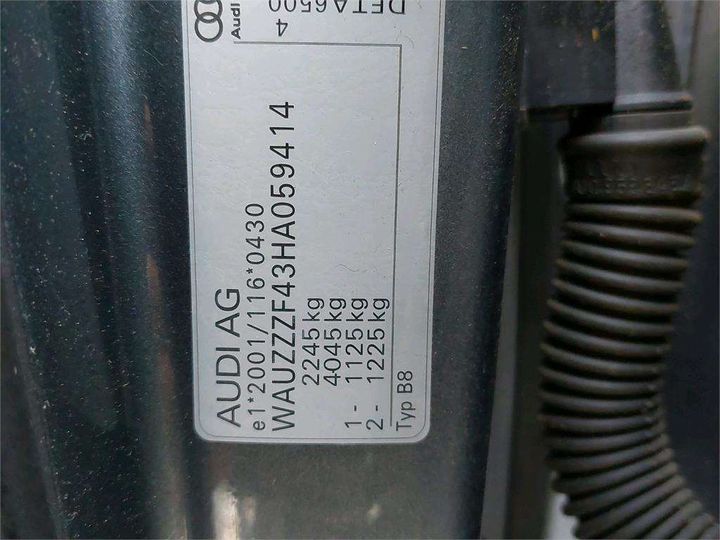 AUDI AG
e1*2001/116*0430
WAUZZZF43HA059414
2245 kg
4045 kg
1 - 1125 kg
2 - 1225 kg
Typ B8
Audi
4